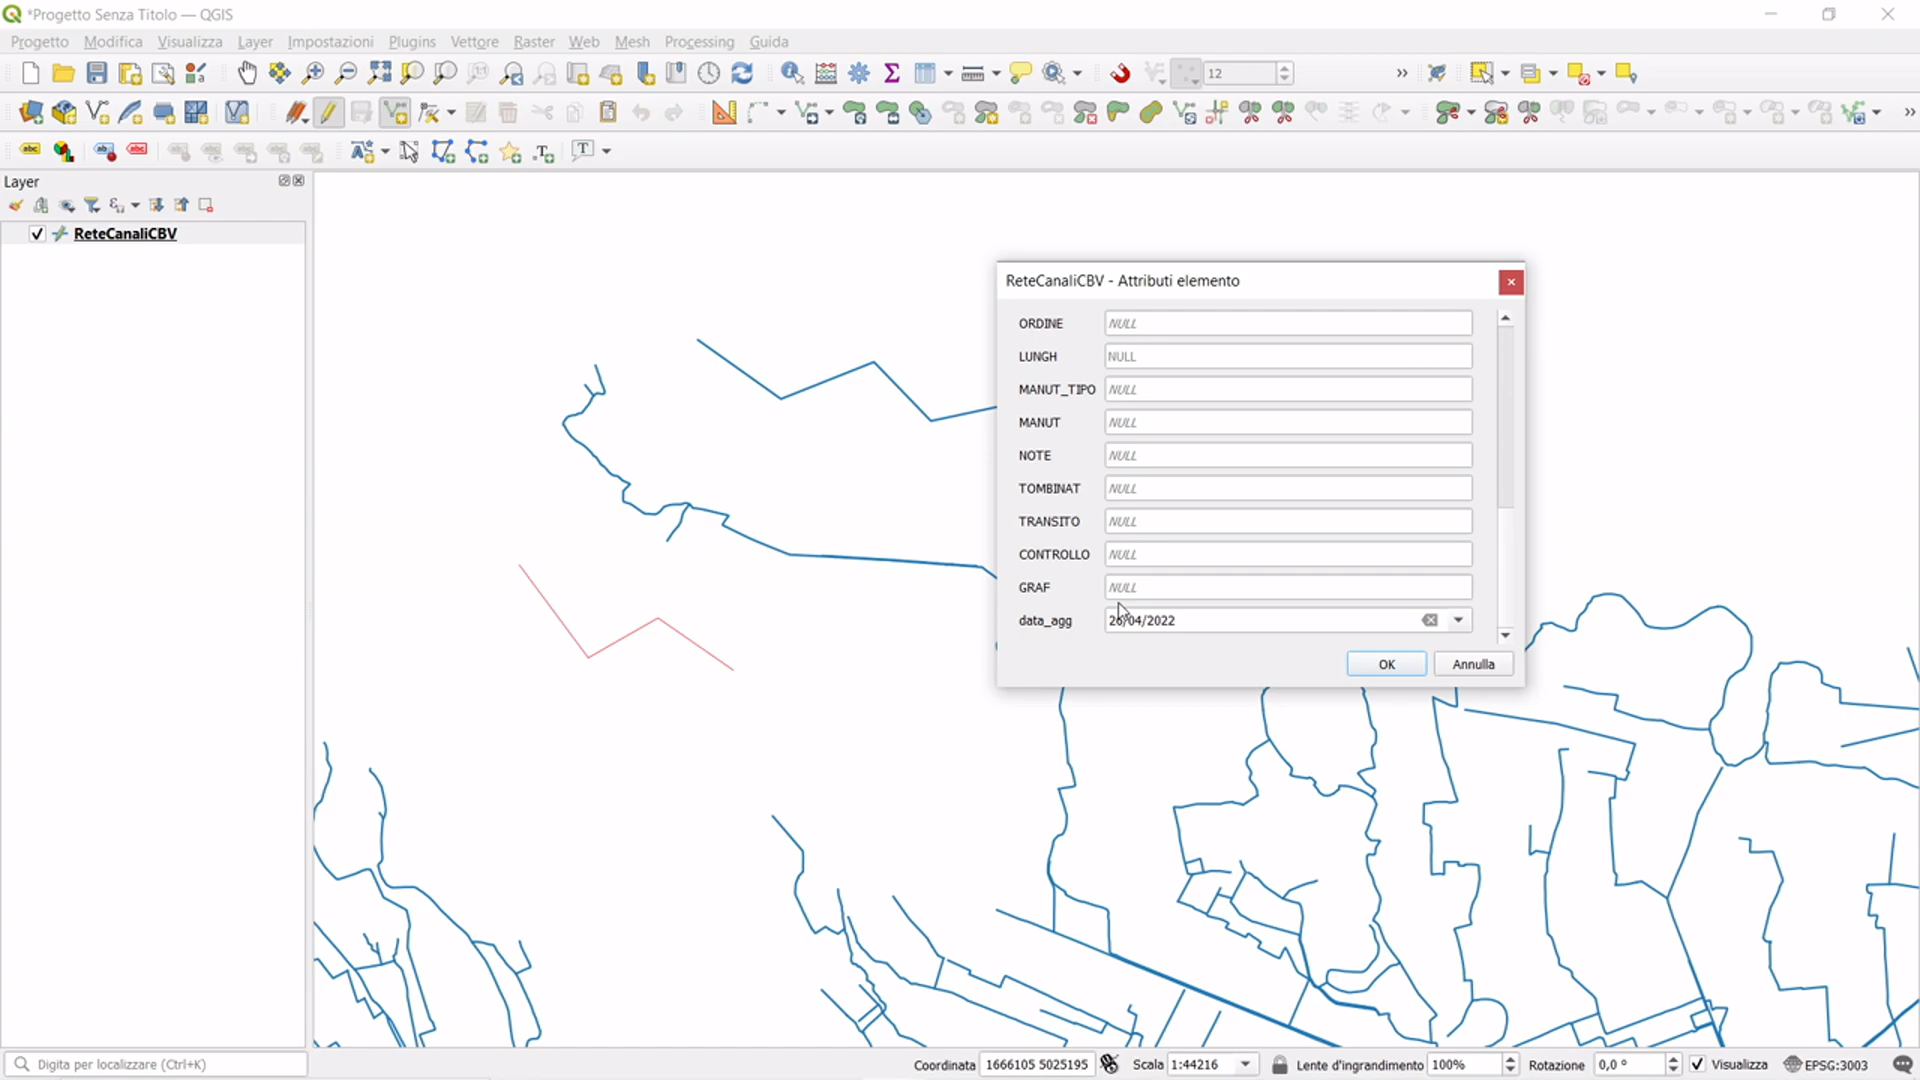 *Progetto Senza Titolo — QGIS
Progetto Modifica Visualizza Layer Impostazioni Plugins Vettore Raster Web Mesh Processing Guida
12
Layer
ReteCanaliCBV
ReteCanaliCBV - Attributi elemento
ORDINE NULL
LUNGH NULL
MANUT_TIPO NULL
MANUT NULL
NOTE NULL
TOMBINAT NULL
TRANSITO NULL
CONTROLLO NULL
GRAF NULL
data_agg /04/2022
OK Annulla
Digita per localizzare (Ctrl+K) Coordinata 1666105 5025195 Scala 1:44216 Lente d'ingrandimento 100% Rotazione 0,0 ° Visualizza EPSG:3003